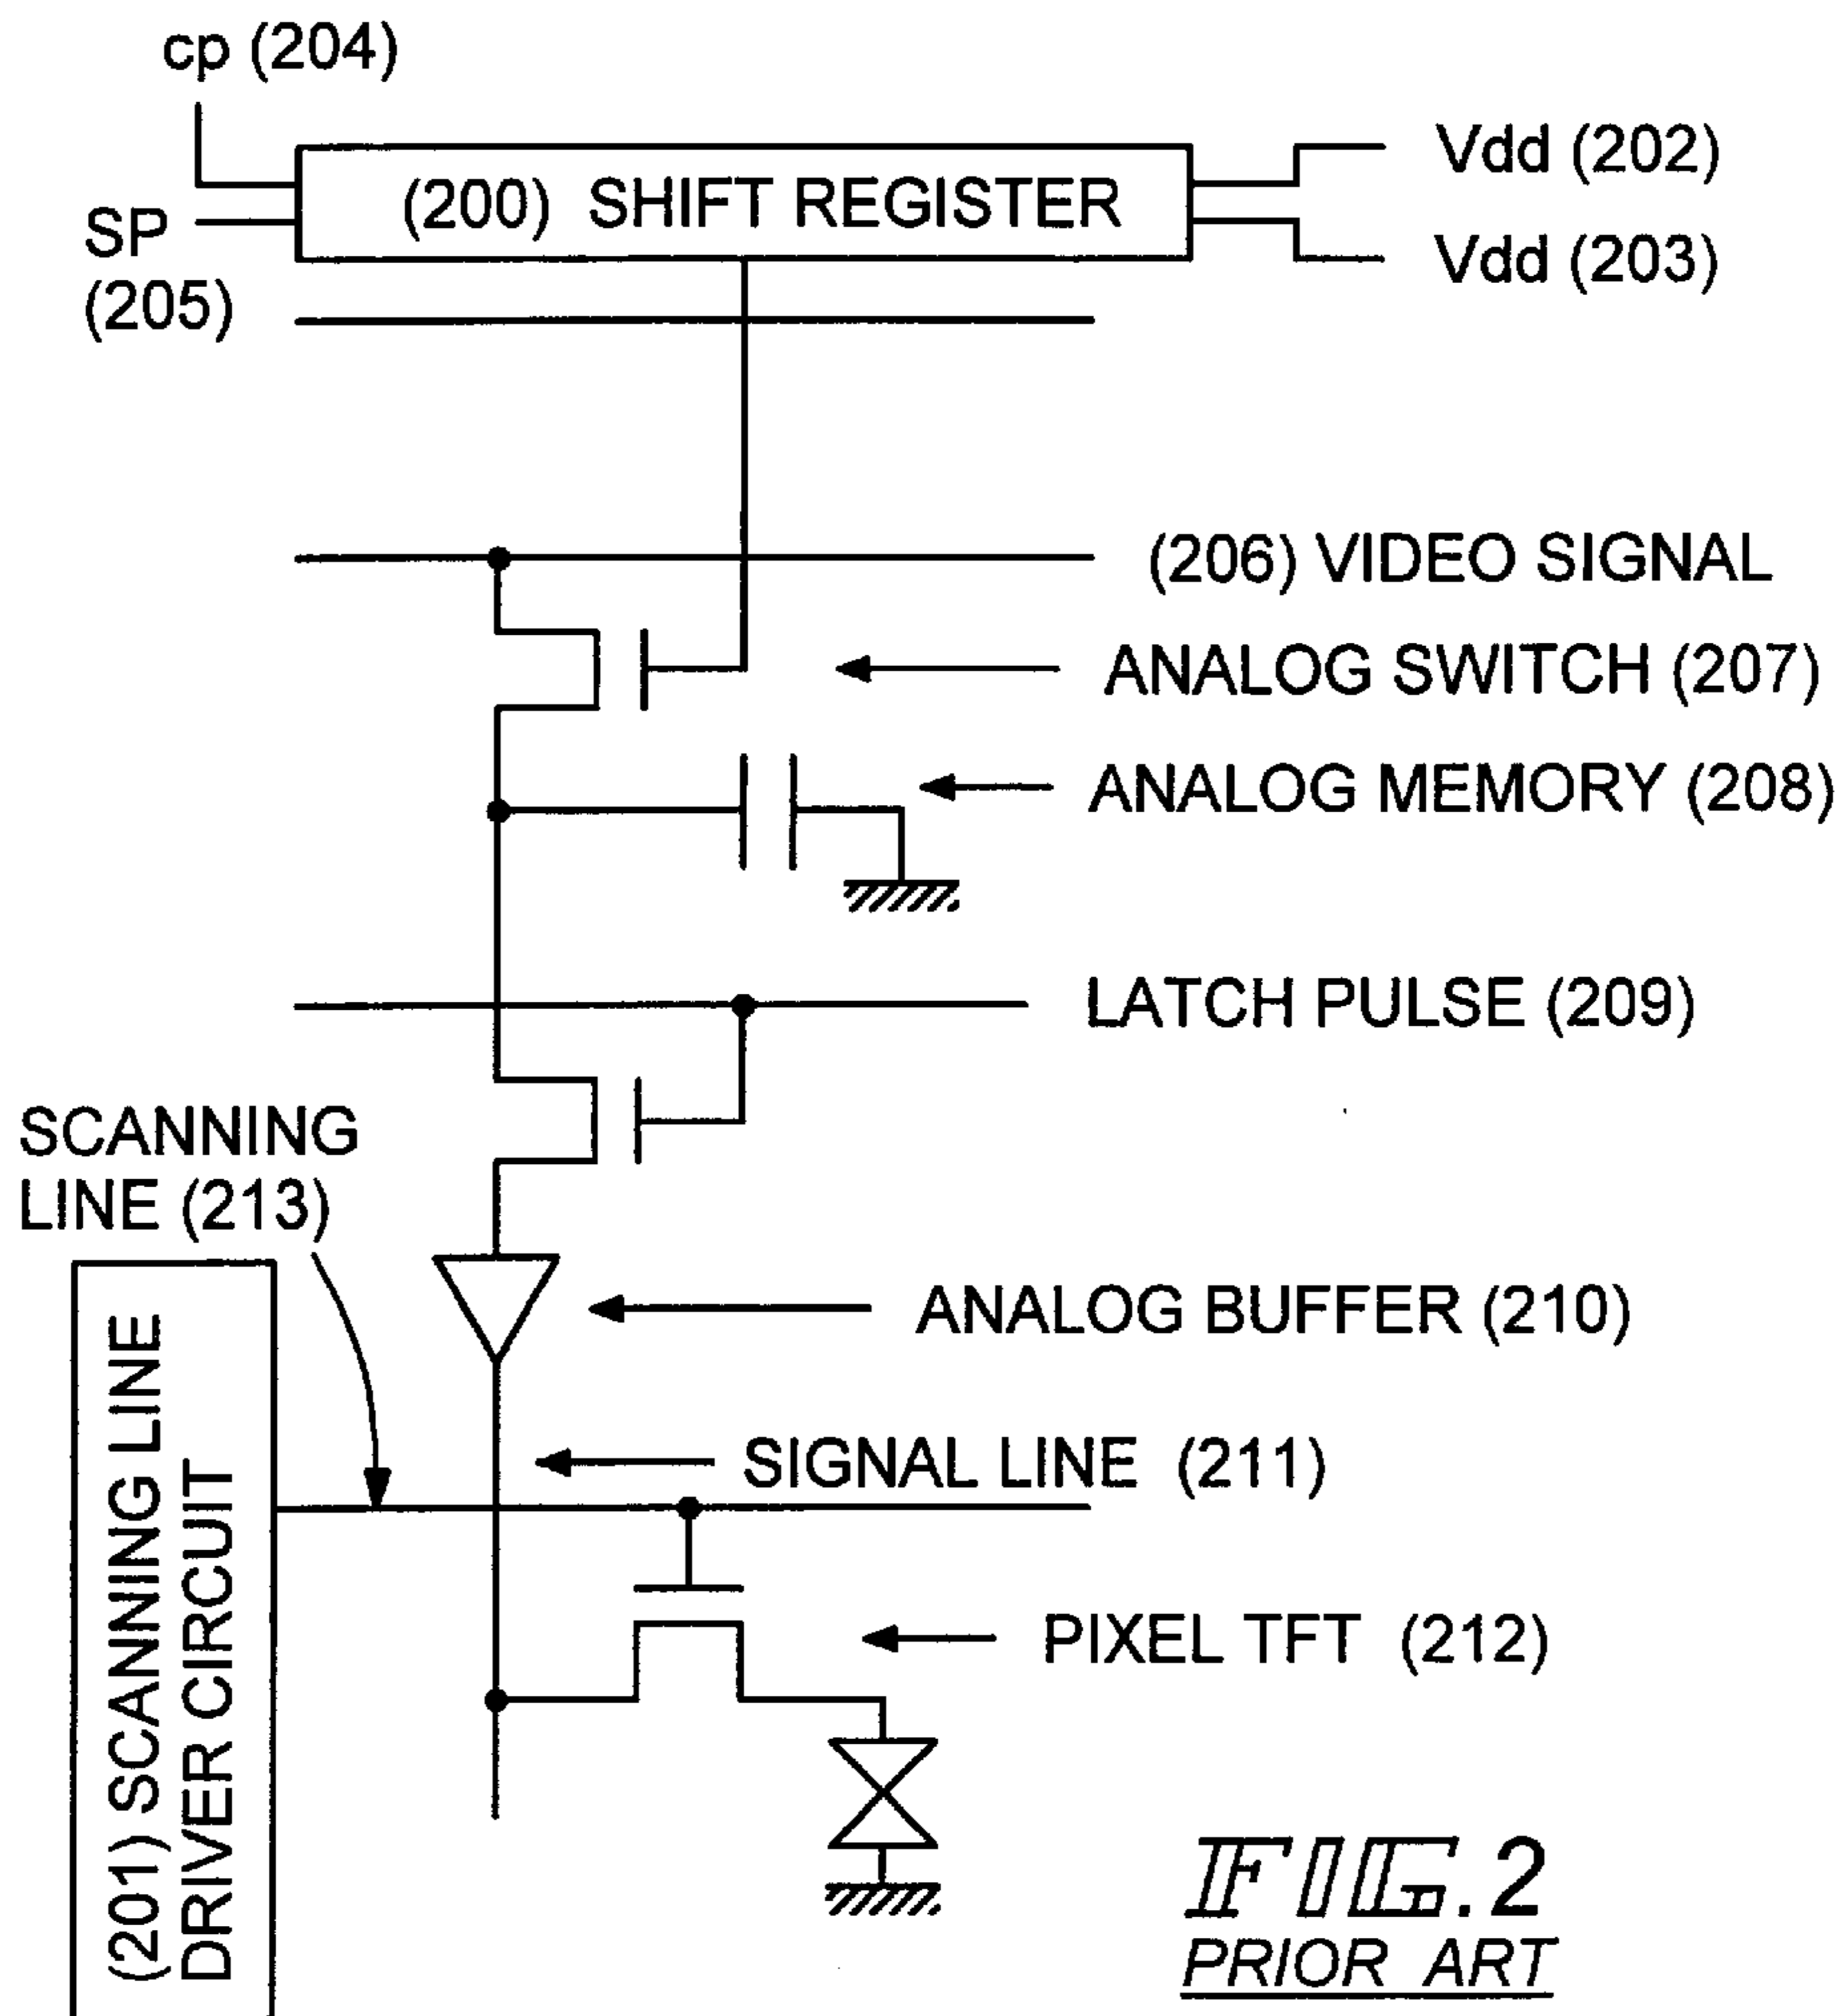 cp (204)
Vdd (202)
(200) SHIFT REGISTER
SP
(205)
Vdd (203)
(206) VIDEO SIGNAL
ANALOG SWITCH (207)
ANALOG MEMORY (208)
LATCH PULSE (209)
SCANNING
LINE (213)
ANALOG BUFFER (210)
SIGNAL LINE (211)
PIXEL TFT (212)
(201) SCANNING LINE
DRIVER CIRCUIT
FIG.2
PRIOR ART